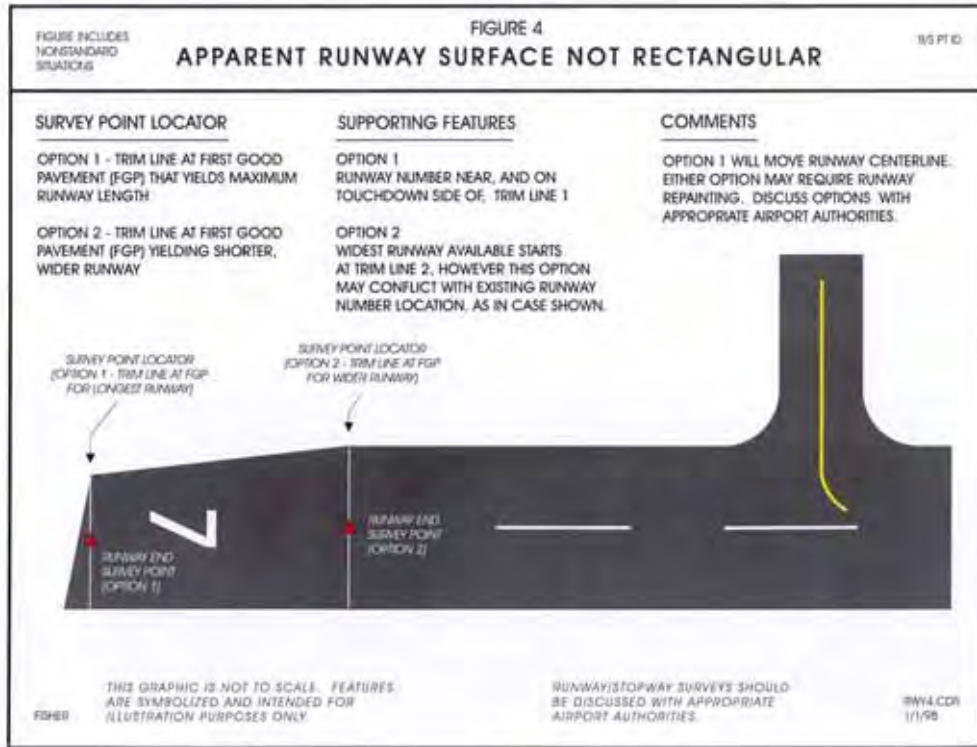 FIGURE INCLUDES
NONSTANDARD
SITUATIONS
FIGURE 4
APPARENT RUNWAY SURFACE NOT RECTANGULAR
R/S PT ID
SURVEY POINT LOCATOR
OPTION 1 - TRIM LINE AT FIRST GOOD
PAVEMENT (FGP) THAT YIELDS MAXIMUM
RUNWAY LENGTH
OPTION 2 - TRIM LINE AT FIRST GOOD
PAVEMENT (FGP) YIELDING SHORTER,
WIDER RUNWAY
SUPPORTING FEATURES
OPTION 1
RUNWAY NUMBER NEAR, AND ON
TOUCHDOWN SIDE OF, TRIM LINE 1
OPTION 2
WIDEST RUNWAY AVAILABLE STARTS
AT TRIM LINE 2, HOWEVER THIS OPTION
MAY CONFLICT WITH EXISTING RUNWAY
NUMBER LOCATION, AS IN CASE SHOWN.
COMMENTS
OPTION 1 WILL MOVE RUNWAY CENTERLINE.
EITHER OPTION MAY REQUIRE RUNWAY
REPAINTING. DISCUSS OPTIONS WITH
APPROPRIATE AIRPORT AUTHORITIES.
SURVEY POINT LOCATOR
(OPTION 1 - TRIM LINE AT FGP
FOR LONGEST RUNWAY)
SURVEY POINT LOCATOR
(OPTION 2 - TRIM LINE AT FGP
FOR WIDER RUNWAY)
7
RUNWAY END
SURVEY POINT
(OPTION 1)
RUNWAY END
SURVEY POINT
(OPTION 2)
THIS GRAPHIC IS NOT TO SCALE. FEATURES
ARE SYMBOLIZED AND INTENDED FOR
ILLUSTRATION PURPOSES ONLY.
RUNWAY/STOPWAY SURVEYS SHOULD
BE DISCUSSED WITH APPROPRIATE
AIRPORT AUTHORITIES.
FISHER
RWY4.CDR
1/1/98